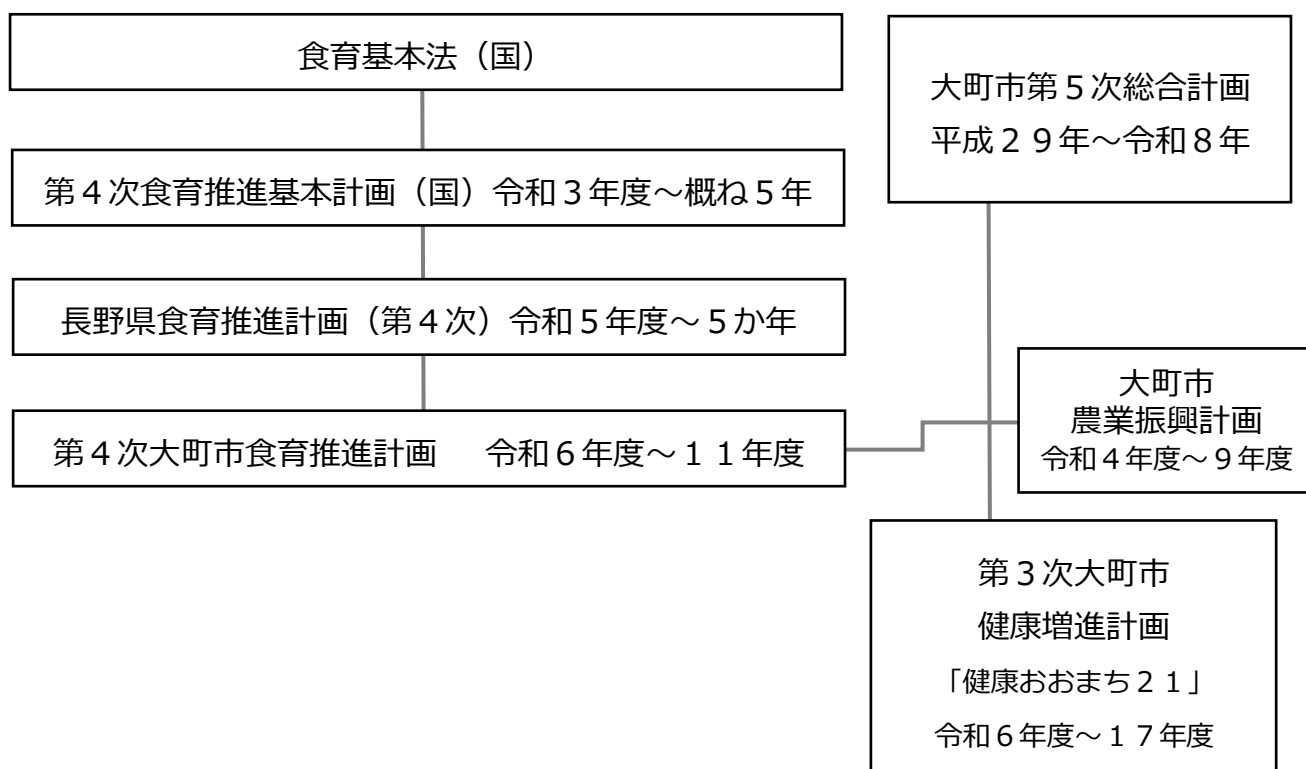 食育基本法（国）
第４次食育推進基本計画（国）令和３年度～概ね５年
長野県食育推進計画（第４次）令和５年度～５か年
第４次大町市食育推進計画　　令和６年度～１１年度
大町市第５次総合計画
平成２９年～令和８年
大町市
農業振興計画
令和４年度～９年度
第３次大町市
健康増進計画
「健康おおまち２１」
令和６年度～１７年度